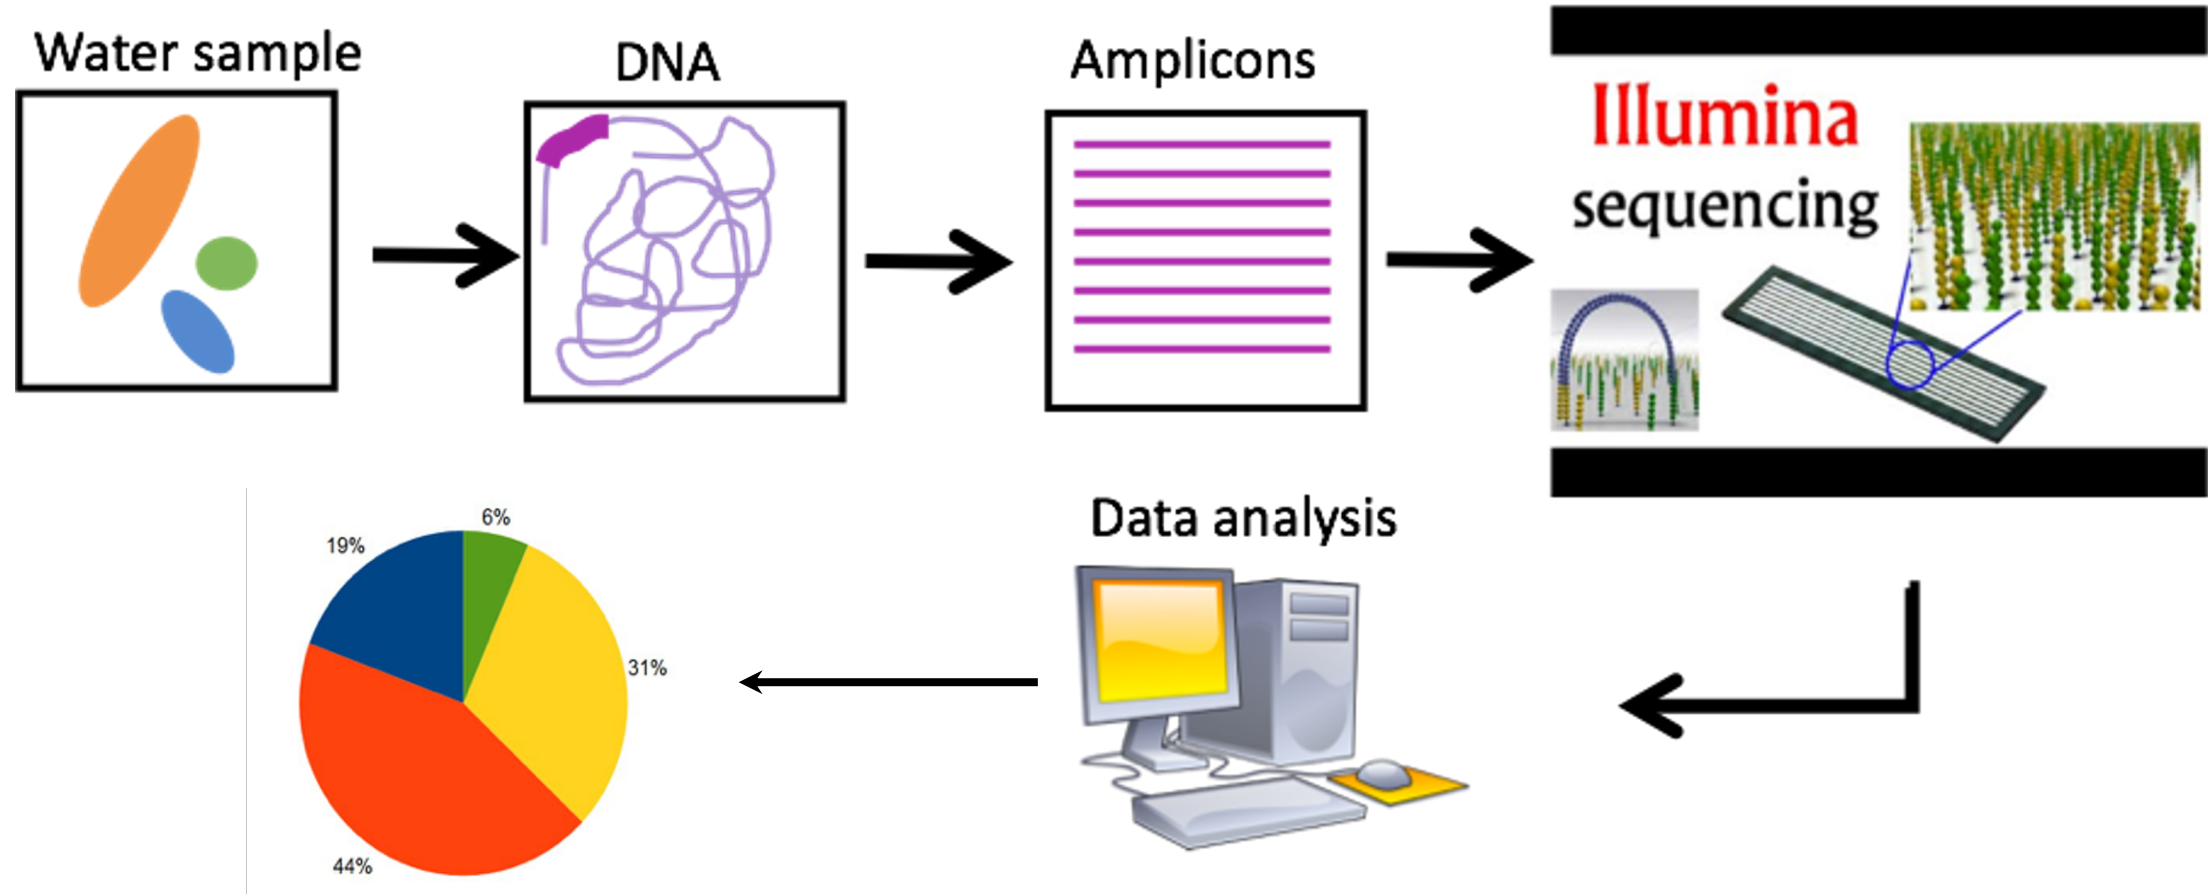 Water sample
DNA
Amplicons
Illumina
sequencing
Data analysis
6%
19%
31%
44%